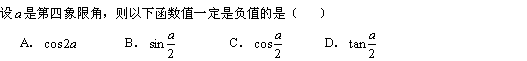 设a是第四象限角，则以下函数值一定是负值的是（ ）
A． cos2a B． sin a/2 C． cos a/2 D． tan a/2